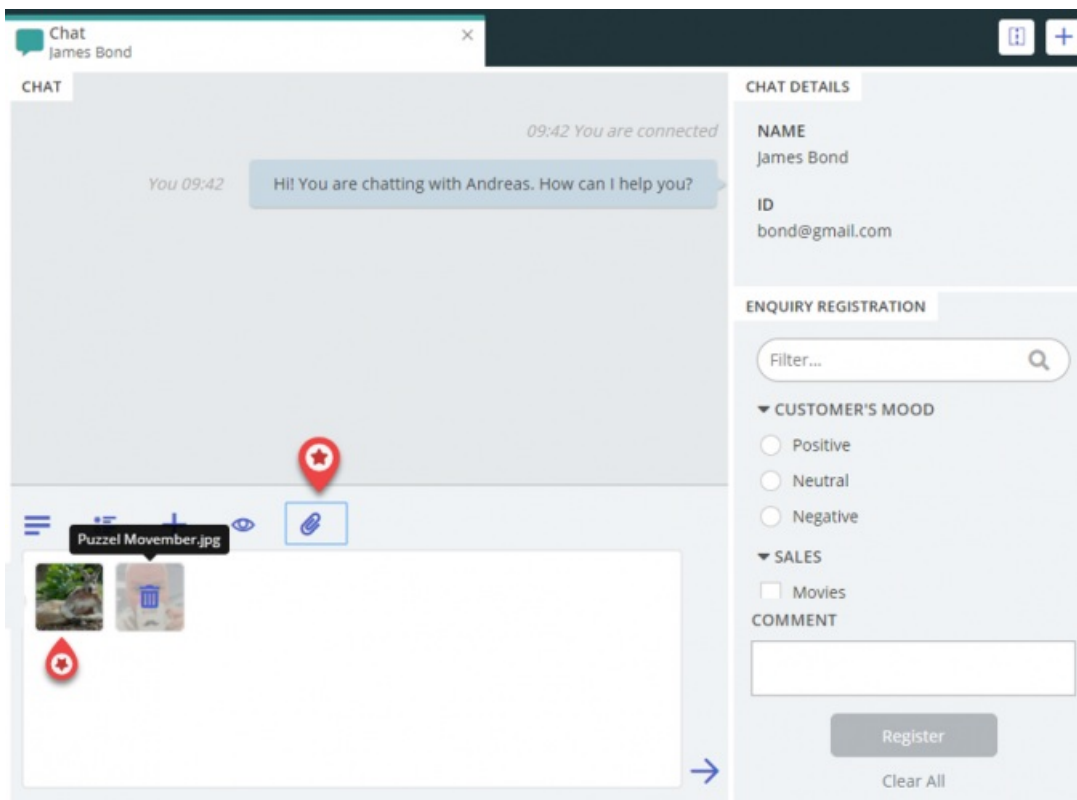 Chat
James Bond
CHAT
09:42 You are connected
You 09:42
Hi! You are chatting with Andreas. How can I help you?
Puzzel Movember.jpg
CHAT DETAILS
NAME
James Bond
ID
bond@gmail.com
ENQUIRY REGISTRATION
Filter...
CUSTOMER'S MOOD
Positive
Neutral
Negative
SALES
Movies
COMMENT
Register
Clear All